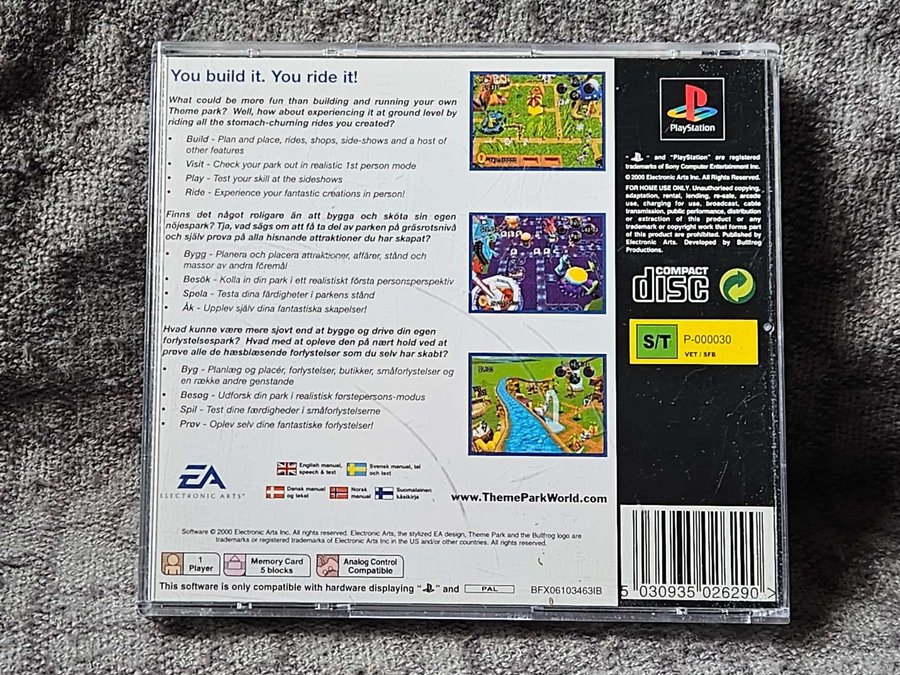 You build it. You ride it!
What could be more fun than building and running your own
Theme park? Well, how about experiencing it at ground level by
riding all the stomach-churning rides you created?
• Build - Plan and place, rides, shops, side-shows and a host of
other features
• Visit - Check your park out in realistic 1st person mode
• Play - Test your skill at the sideshows
• Ride - Experience your fantastic creations in person!
Finns det något roligare än att bygga och sköta sin egen
nöjespark? Tja, vad sägs om att få ta del av parken på gräsrotsnivå
och själv prova på alla hisnande attraktioner du har skapat?
• Bygg - Planera och placera attraktioner, affärer, stånd och
massor av andra föremål
• Besök - Kolla in din park i ett realistiskt första personsperspektiv
• Spela - Testa dina färdigheter i parkens stånd
• Åk - Upplev själv dina fantastiska skapelser!
Hvad kunne være mere sjovt end at bygge og drive din egen
forlystelsespark? Hvad med at opleve den på nært hold ved at
prøve alle de hæsblæsende forlystelser som du selv har skabt?
• Byg - Planlæg og placér, forlystelser, butikker, småforlystelser og
en række andre genstande
• Besøg - Udforsk din park i realistisk førstepersons-modus
• Spil - Test dine færdigheder i småforlystelserne
• Prøv - Oplev selv dine fantastiske forlystelser!
EA
ELECTRONIC ARTS™
English manual,
speech & text
Svensk manual, tal
och text
Dansk manual
og tekst
Norsk
manual
Suomalainen
käsikirja
www.ThemeParkWorld.com
Software © 2000 Electronic Arts Inc. All rights reserved. Electronic Arts, the stylized EA design, Theme Park and the Bullfrog logo are
trademarks or registered trademarks of Electronic Arts Inc in the US and/or other countries. All rights reserved.
1
Player
Memory Card
5 blocks
Analog Control
Compatible
This software is only compatible with hardware displaying " " and PAL
BFX06103463IB
PlayStation
" " and "PlayStation" are registered
trademarks of Sony Computer Entertainment Inc.
© 2000 Electronic Arts Inc. All Rights Reserved.
FOR HOME USE ONLY. Unauthorised copying,
adaptation, rental, lending, re-sale, arcade
use, charging for use, broadcast, cable
transmission, public performance, distribution
or extraction of this product or any
trademark or copyright work that forms part
of this product are prohibited. Published by
Electronic Arts. Developed by Bullfrog
Productions.
COMPACT
disc
S/T
P-000030
VET / SFB
5 030935 026290 >